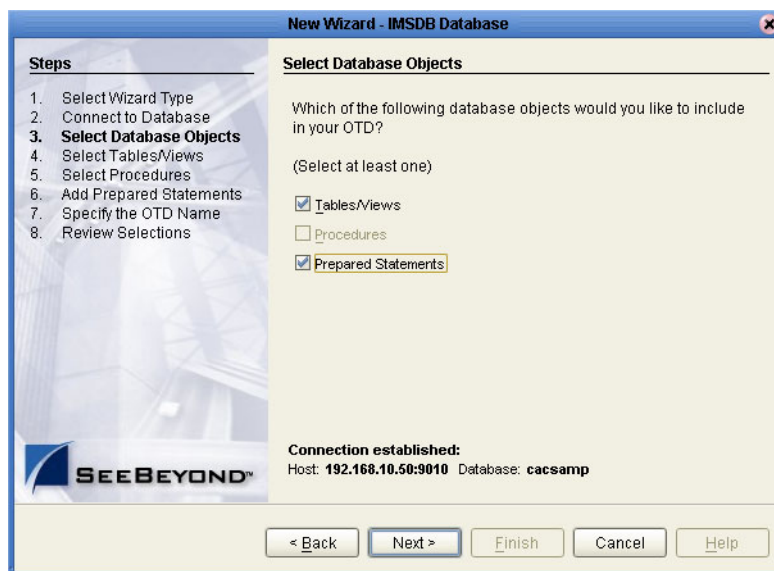 New Wizard - IMSDB Database
Steps
1. Select Wizard Type
2. Connect to Database
3. Select Database Objects
4. Select Tables/Views
5. Select Procedures
6. Add Prepared Statements
7. Specify the OTD Name
8. Review Selections
Select Database Objects
Which of the following database objects would you like to include
in your OTD?
(Select at least one)
Tables/Views
Procedures
Prepared Statements
Connection established:
Host: 192.168.10.50:9010 Database: cacsamp
SEEBEYOND™
< Back
Next >
Finish
Cancel
Help